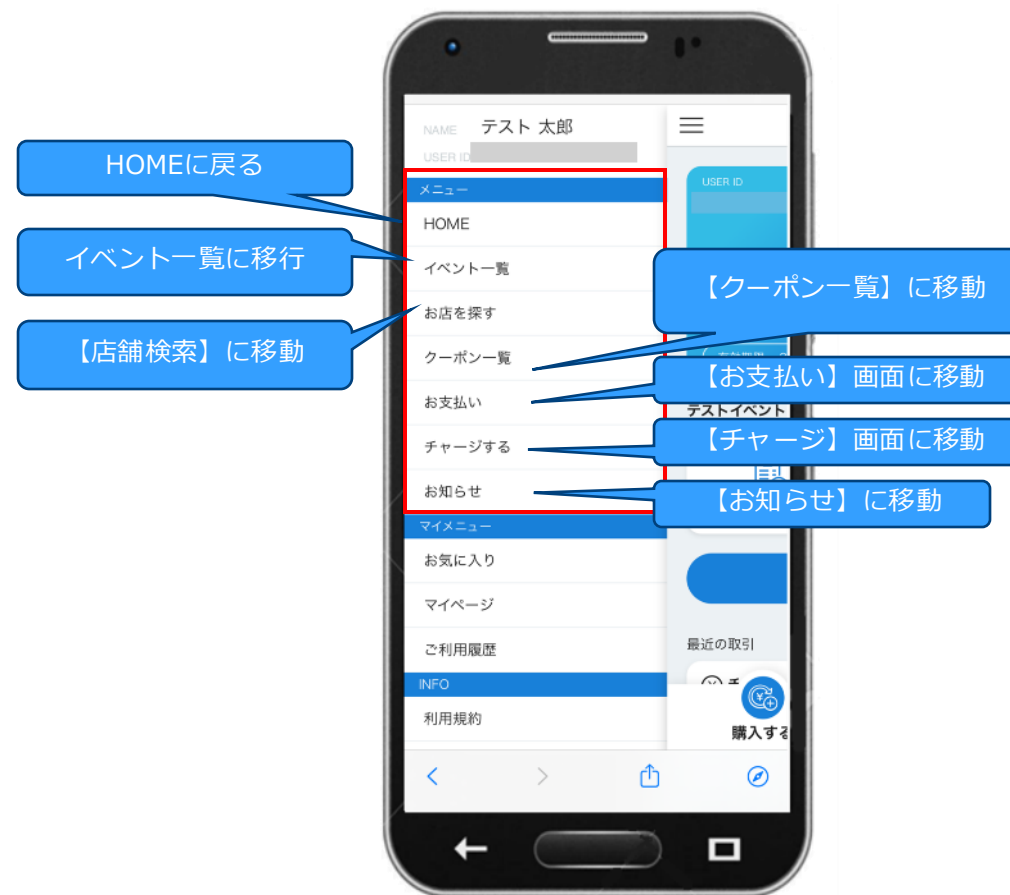 NAME テスト 太郎
USER ID
HOMEに戻る
メニュー
USER ID
HOME
イベント一覧に移行
イベント一覧
【クーポン一覧】に移動
お店を探す
【店舗検索】に移動
クーポン一覧
【お支払い】画面に移動
お支払い
テストイベント
【チャージ】画面に移動
チャージする
お知らせ
【お知らせ】に移動
マイメニュー
お気に入り
マイページ
ご利用履歴
最近の取引
INFO
利用規約
購入する